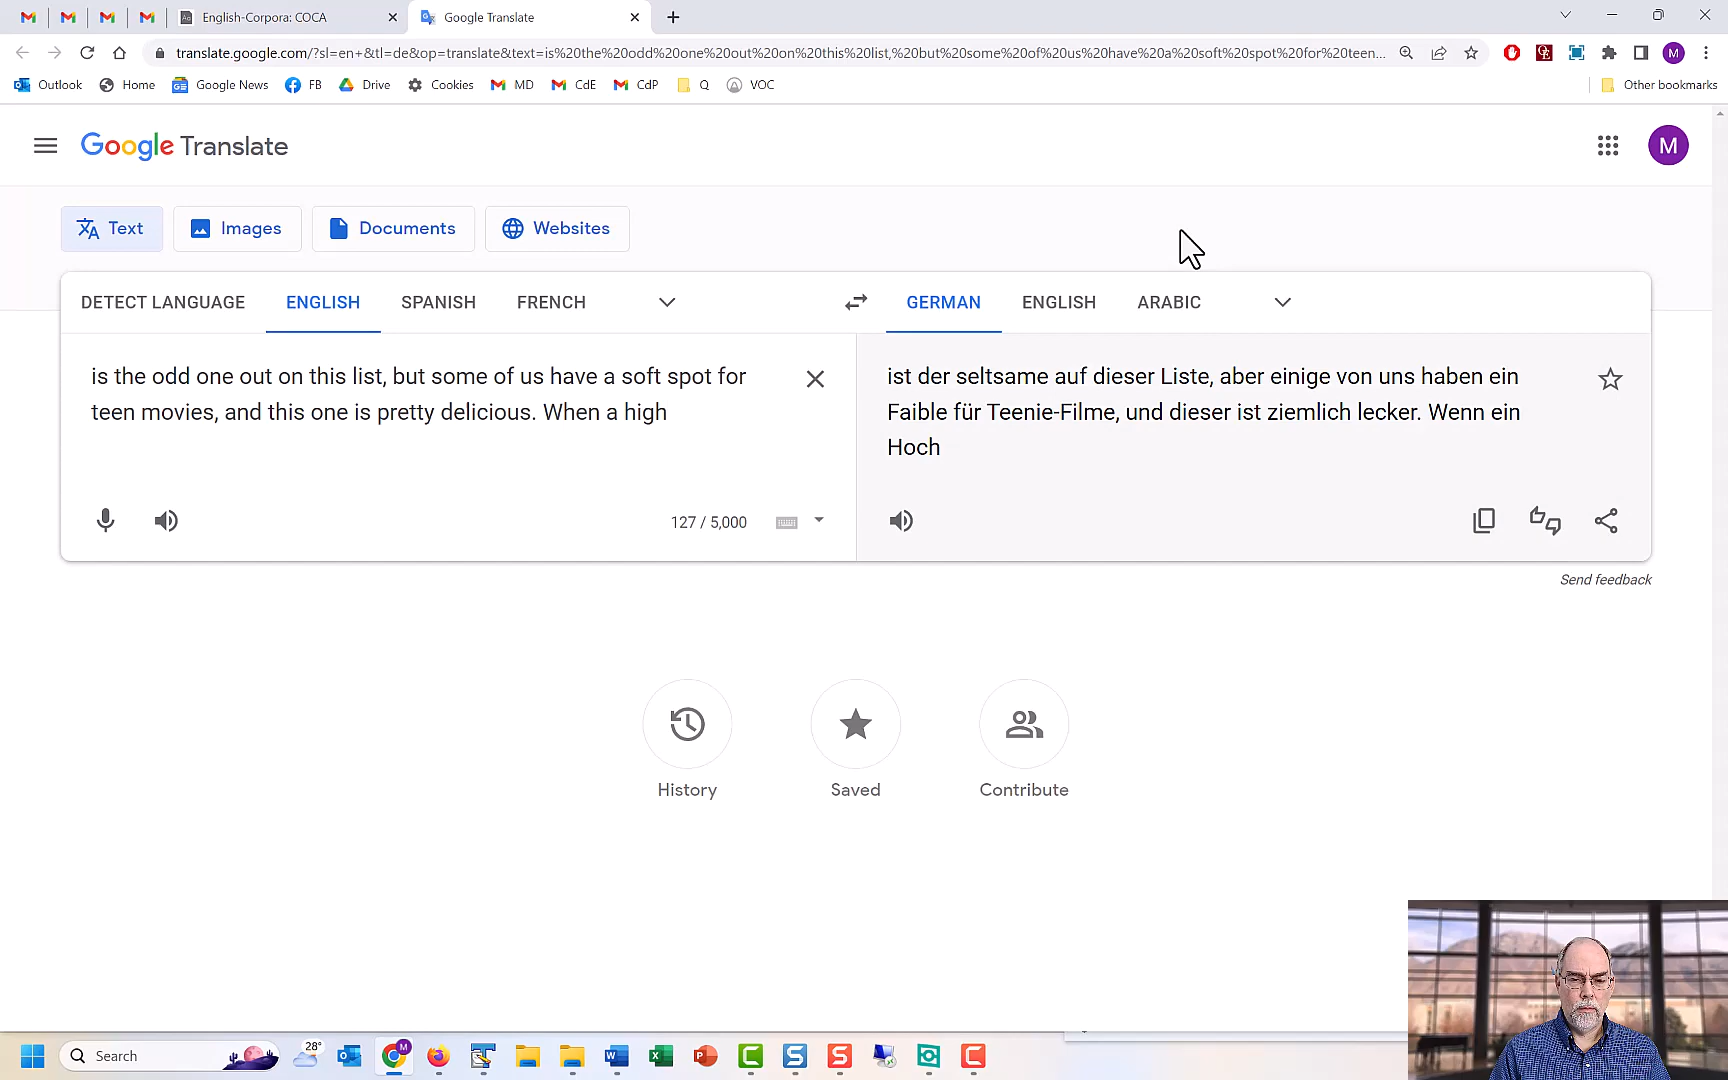 English-Corpora: COCA
Google Translate
translate.google.com/?sl=en+&tl=de&op=translate&text=is%20the%20odd%20one%20out%20on%20this%20list,%20but%20some%20of%20us%20have%20a%20soft%20spot%20for%20teen...
Outlook Home Google News FB Drive Cookies MD CdE CdP Q VOC Other bookmarks
Google Translate M
Text Images Documents Websites
DETECT LANGUAGE ENGLISH SPANISH FRENCH GERMAN ENGLISH ARABIC
is the odd one out on this list, but some of us have a soft spot for
teen movies, and this one is pretty delicious. When a high
ist der seltsame auf dieser Liste, aber einige von uns haben ein
Faible für Teenie-Filme, und dieser ist ziemlich lecker. Wenn ein
Hoch
127 / 5,000
Send feedback
History Saved Contribute
Search 28°